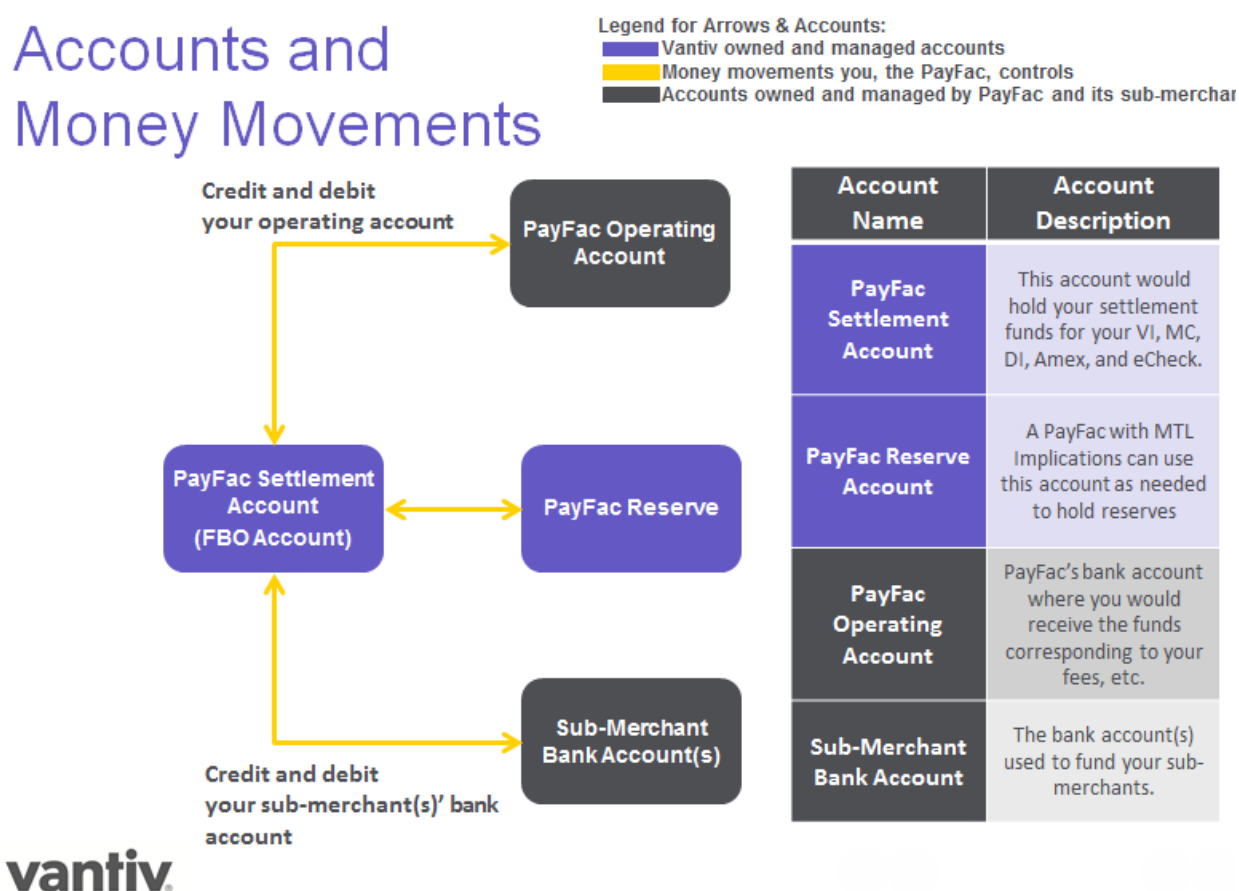 Accounts and
Money Movements
Legend for Arrows & Accounts:
Vantiv owned and managed accounts
Money movements you, the PayFac, controls
Accounts owned and managed by PayFac and its sub-merchan
Credit and debit
your operating account
PayFac Operating
Account
PayFac Settlement
Account
(FBO Account)
PayFac Reserve
Sub-Merchant
Bank Account(s)
Credit and debit
your sub-merchant(s)’ bank
account
Account
Name
Account
Description
PayFac
Settlement
Account
This account would
hold your settlement
funds for your VI, MC,
DI, Amex, and eCheck.
PayFac Reserve
Account
A PayFac with MTL
Implications can use
this account as needed
to hold reserves
PayFac
Operating
Account
PayFac’s bank account
where you would
receive the funds
corresponding to your
fees, etc.
Sub-Merchant
Bank Account
The bank account(s)
used to fund your sub-
merchants.
vantiv